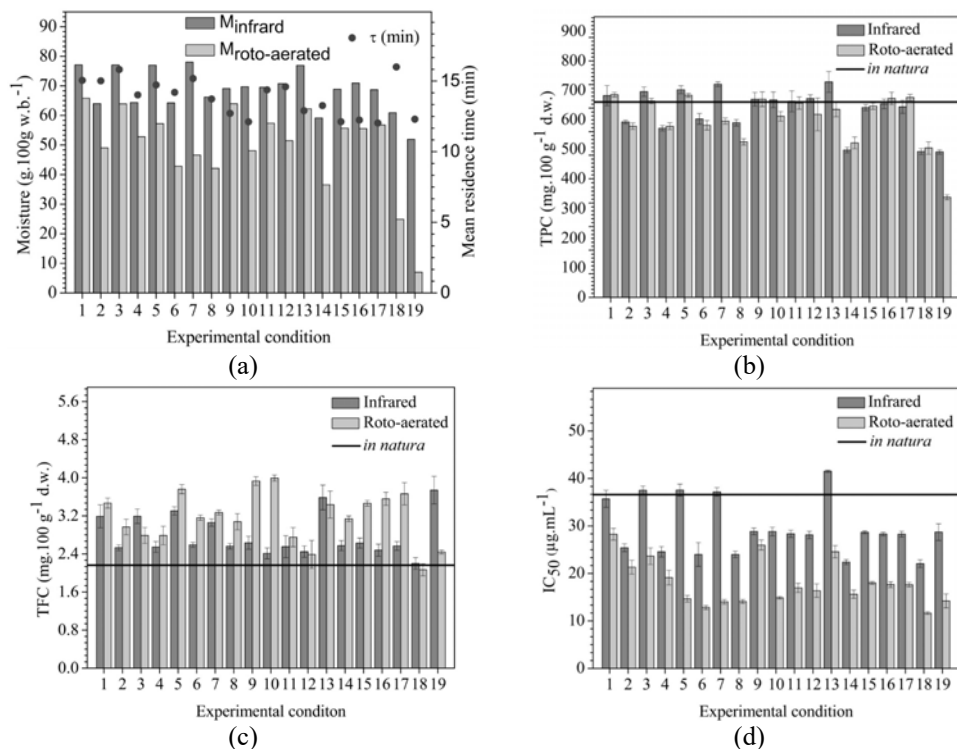 M infrard
M roto-aerated
τ (min)
Moisture (g.100g w.b.-1)
90
80
70
60
50
40
30
20
10
0
15
10
5
0
Mean residence time (min)
1 2 3 4 5 6 7 8 9 10 11 12 13 14 15 16 17 18 19
Experimental condition
(a)
Infrared
Roto-aerated
in natura
TPC (mg.100 g-1 d.w.)
900
800
700
600
500
400
300
200
100
0
1 2 3 4 5 6 7 8 9 10 11 12 13 14 15 16 17 18 19
Experimental condition
(b)
Infrared
Roto-aerated
in natura
TFC (mg.100 g-1 d.w.)
5.6
4.8
4.0
3.2
2.4
1.6
0.8
0.0
1 2 3 4 5 6 7 8 9 10 11 12 13 14 15 16 17 18 19
Experimental conditon
(c)
Infrared
Roto-aerated
in natura
IC50 (µg.mL-1)
50
40
30
20
10
0
1 2 3 4 5 6 7 8 9 10 11 12 13 14 15 16 17 18 19
Experimental condition
(d)